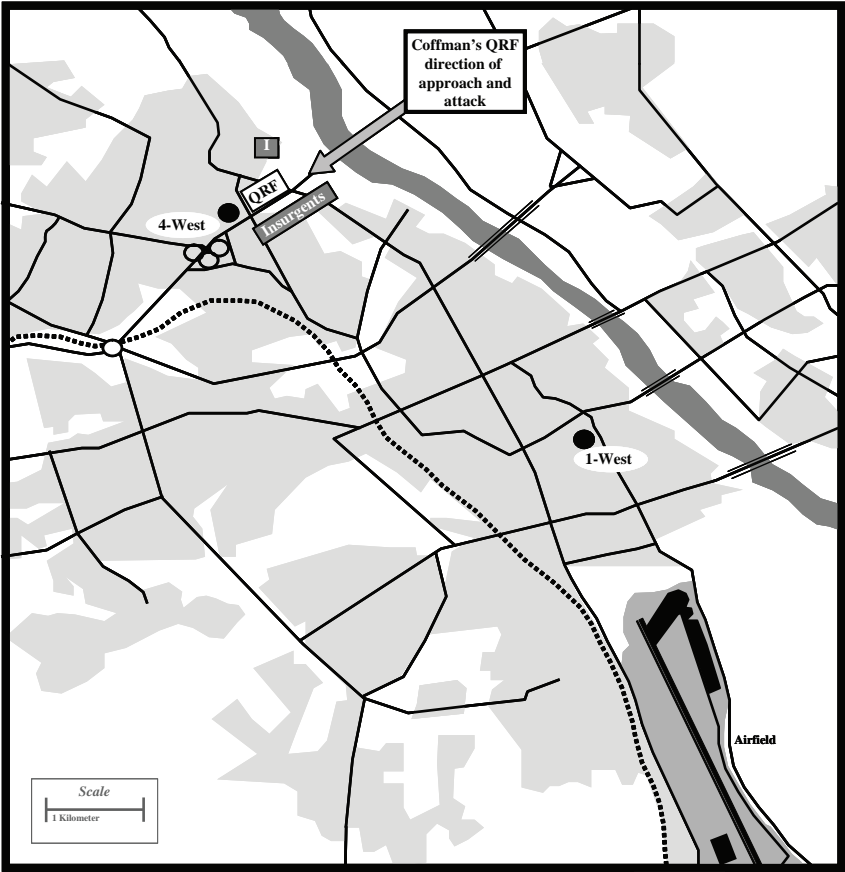 Coffman's QRF
direction of
approach and
attack
I
QRF
Insurgents
4-West
1-West
Airfield
Scale
1 Kilometer